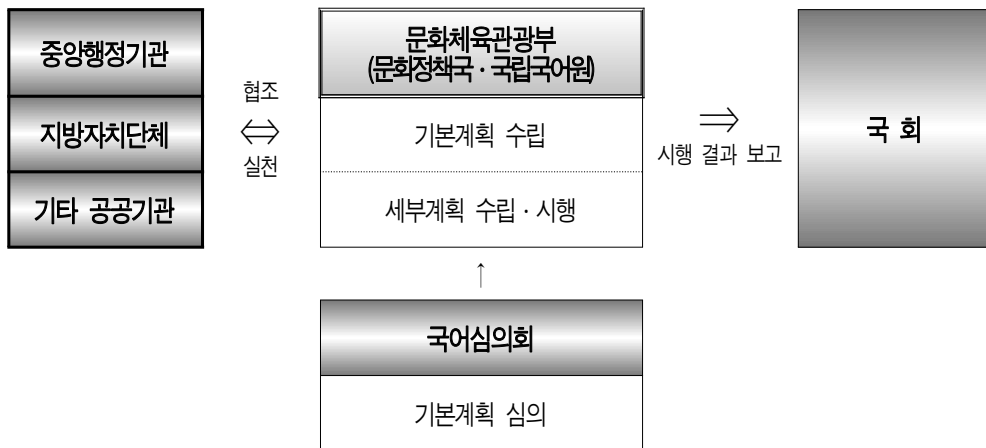 중앙행정기관
지방자치단체
기타 공공기관
협조
⇔
실천
문화체육관광부
(문화정책국 · 국립국어원)
기본계획 수립
세부계획 수립 · 시행
⇒
시행 결과 보고
국 회
↑
국어심의회
기본계획 심의